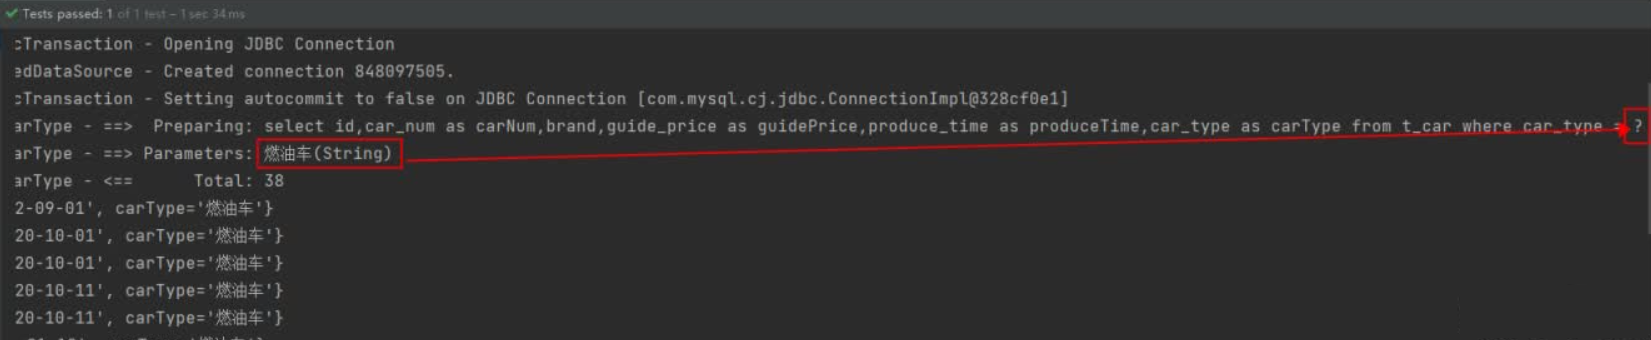 Tests passed: 1 of 1 test – 1 sec 34 ms
cTransaction - Opening JDBC Connection
edDataSource - Created connection 848097505.
cTransaction - Setting autocommit to false on JDBC Connection [com.mysql.cj.jdbc.ConnectionImpl@328cf0e1]
arType - ==>  Preparing: select id,car_num as carNum,brand,guide_price as guidePrice,produce_time as produceTime,car_type as carType from t_car where car_type = ?
arType - ==> Parameters: 燃油车(String)
arType - <==      Total: 38
2-09-01', carType='燃油车'}
20-10-01', carType='燃油车'}
20-10-01', carType='燃油车'}
20-10-11', carType='燃油车'}
20-10-11', carType='燃油车'}